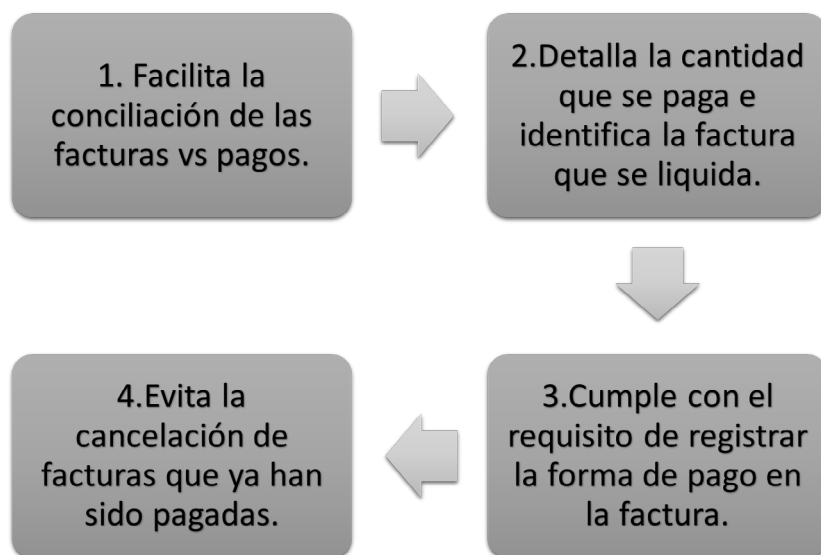 1. Facilita la
conciliación de las
facturas vs pagos.
2.Detalla la cantidad
que se paga e
identifica la factura
que se liquida.
3.Cumple con el
requisito de registrar
la forma de pago en
la factura.
4.Evita la
cancelación de
facturas que ya han
sido pagadas.